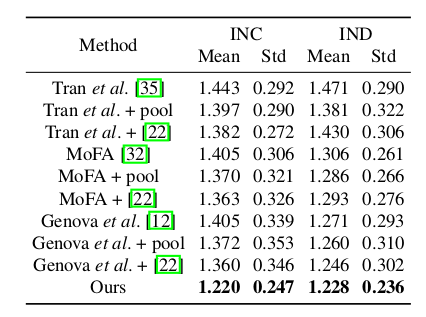 Method INC IND
Mean Std Mean Std
Tran et al. [35] 1.443 0.292 1.471 0.290
Tran et al. + pool 1.397 0.290 1.381 0.322
Tran et al. + [22] 1.382 0.272 1.430 0.306
MoFA [32] 1.405 0.306 1.306 0.261
MoFA + pool 1.370 0.321 1.286 0.266
MoFA + [22] 1.363 0.326 1.293 0.276
Genova et al. [12] 1.405 0.339 1.271 0.293
Genova et al. + pool 1.372 0.353 1.260 0.310
Genova et al. + [22] 1.360 0.346 1.246 0.302
Ours 1.220 0.247 1.228 0.236